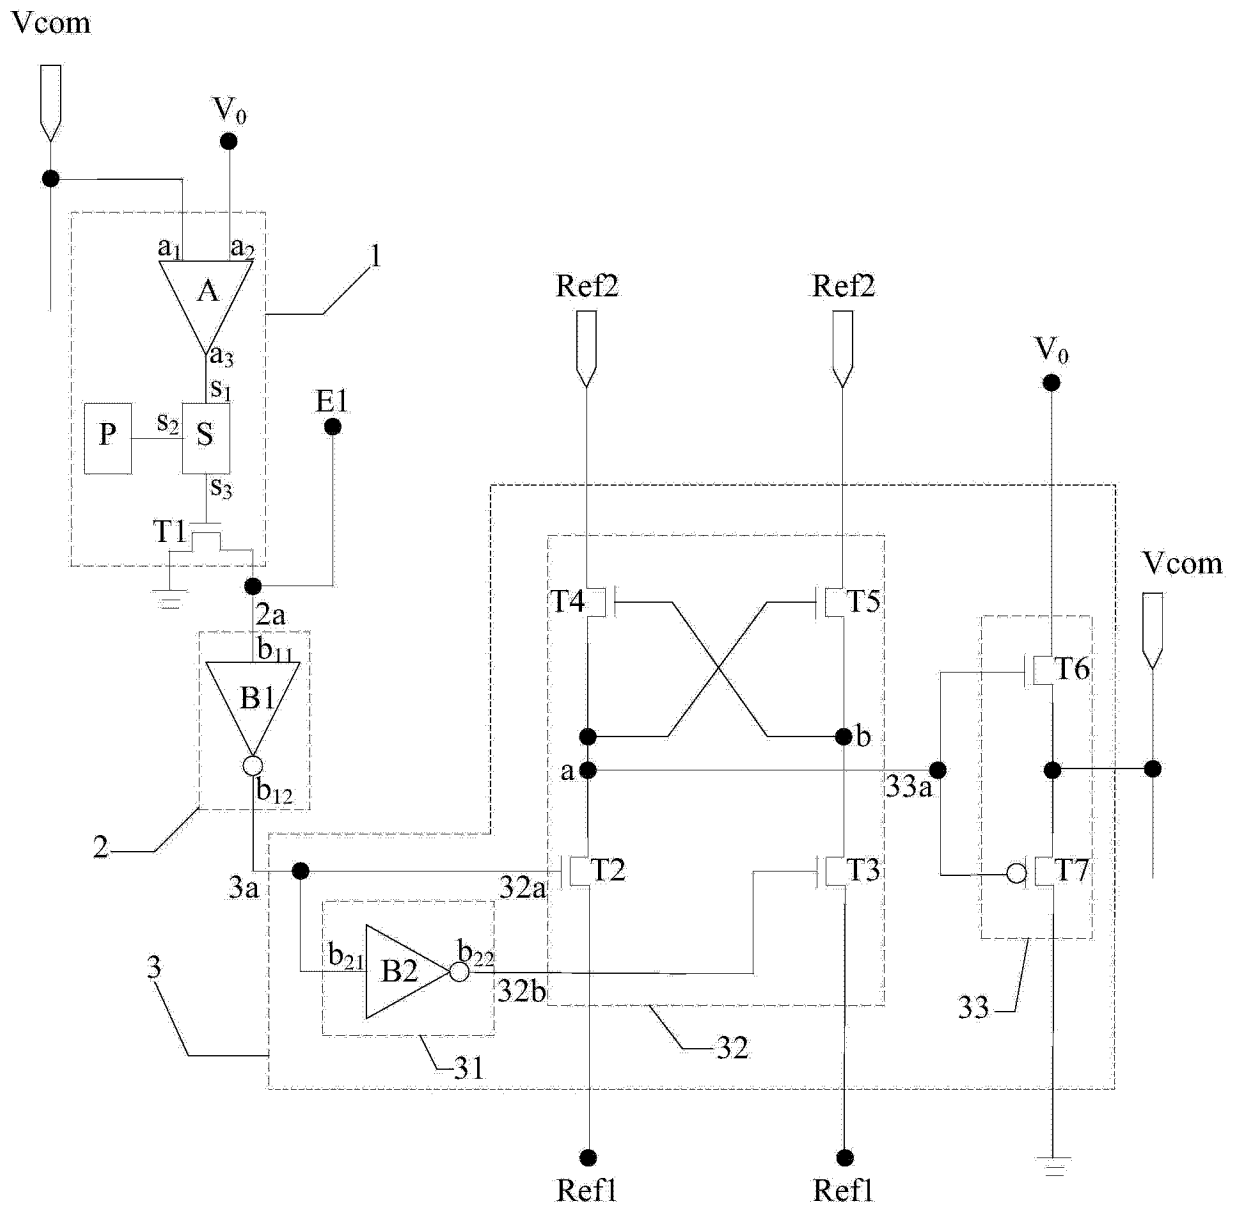 Vcom
V₀
a₁ a₂
1
A
a₃
Ref2 Ref2
s₁
V₀
E1
P s₂ S
s₃
T1
Vcom
2a
T4 T5
b₁₁
T6
B1
b
a
33a
b₁₂
2
3a 32a T2 T3 T7
b₂₁ B2 b₂₂
3 32b
33
32
31
Ref1 Ref1